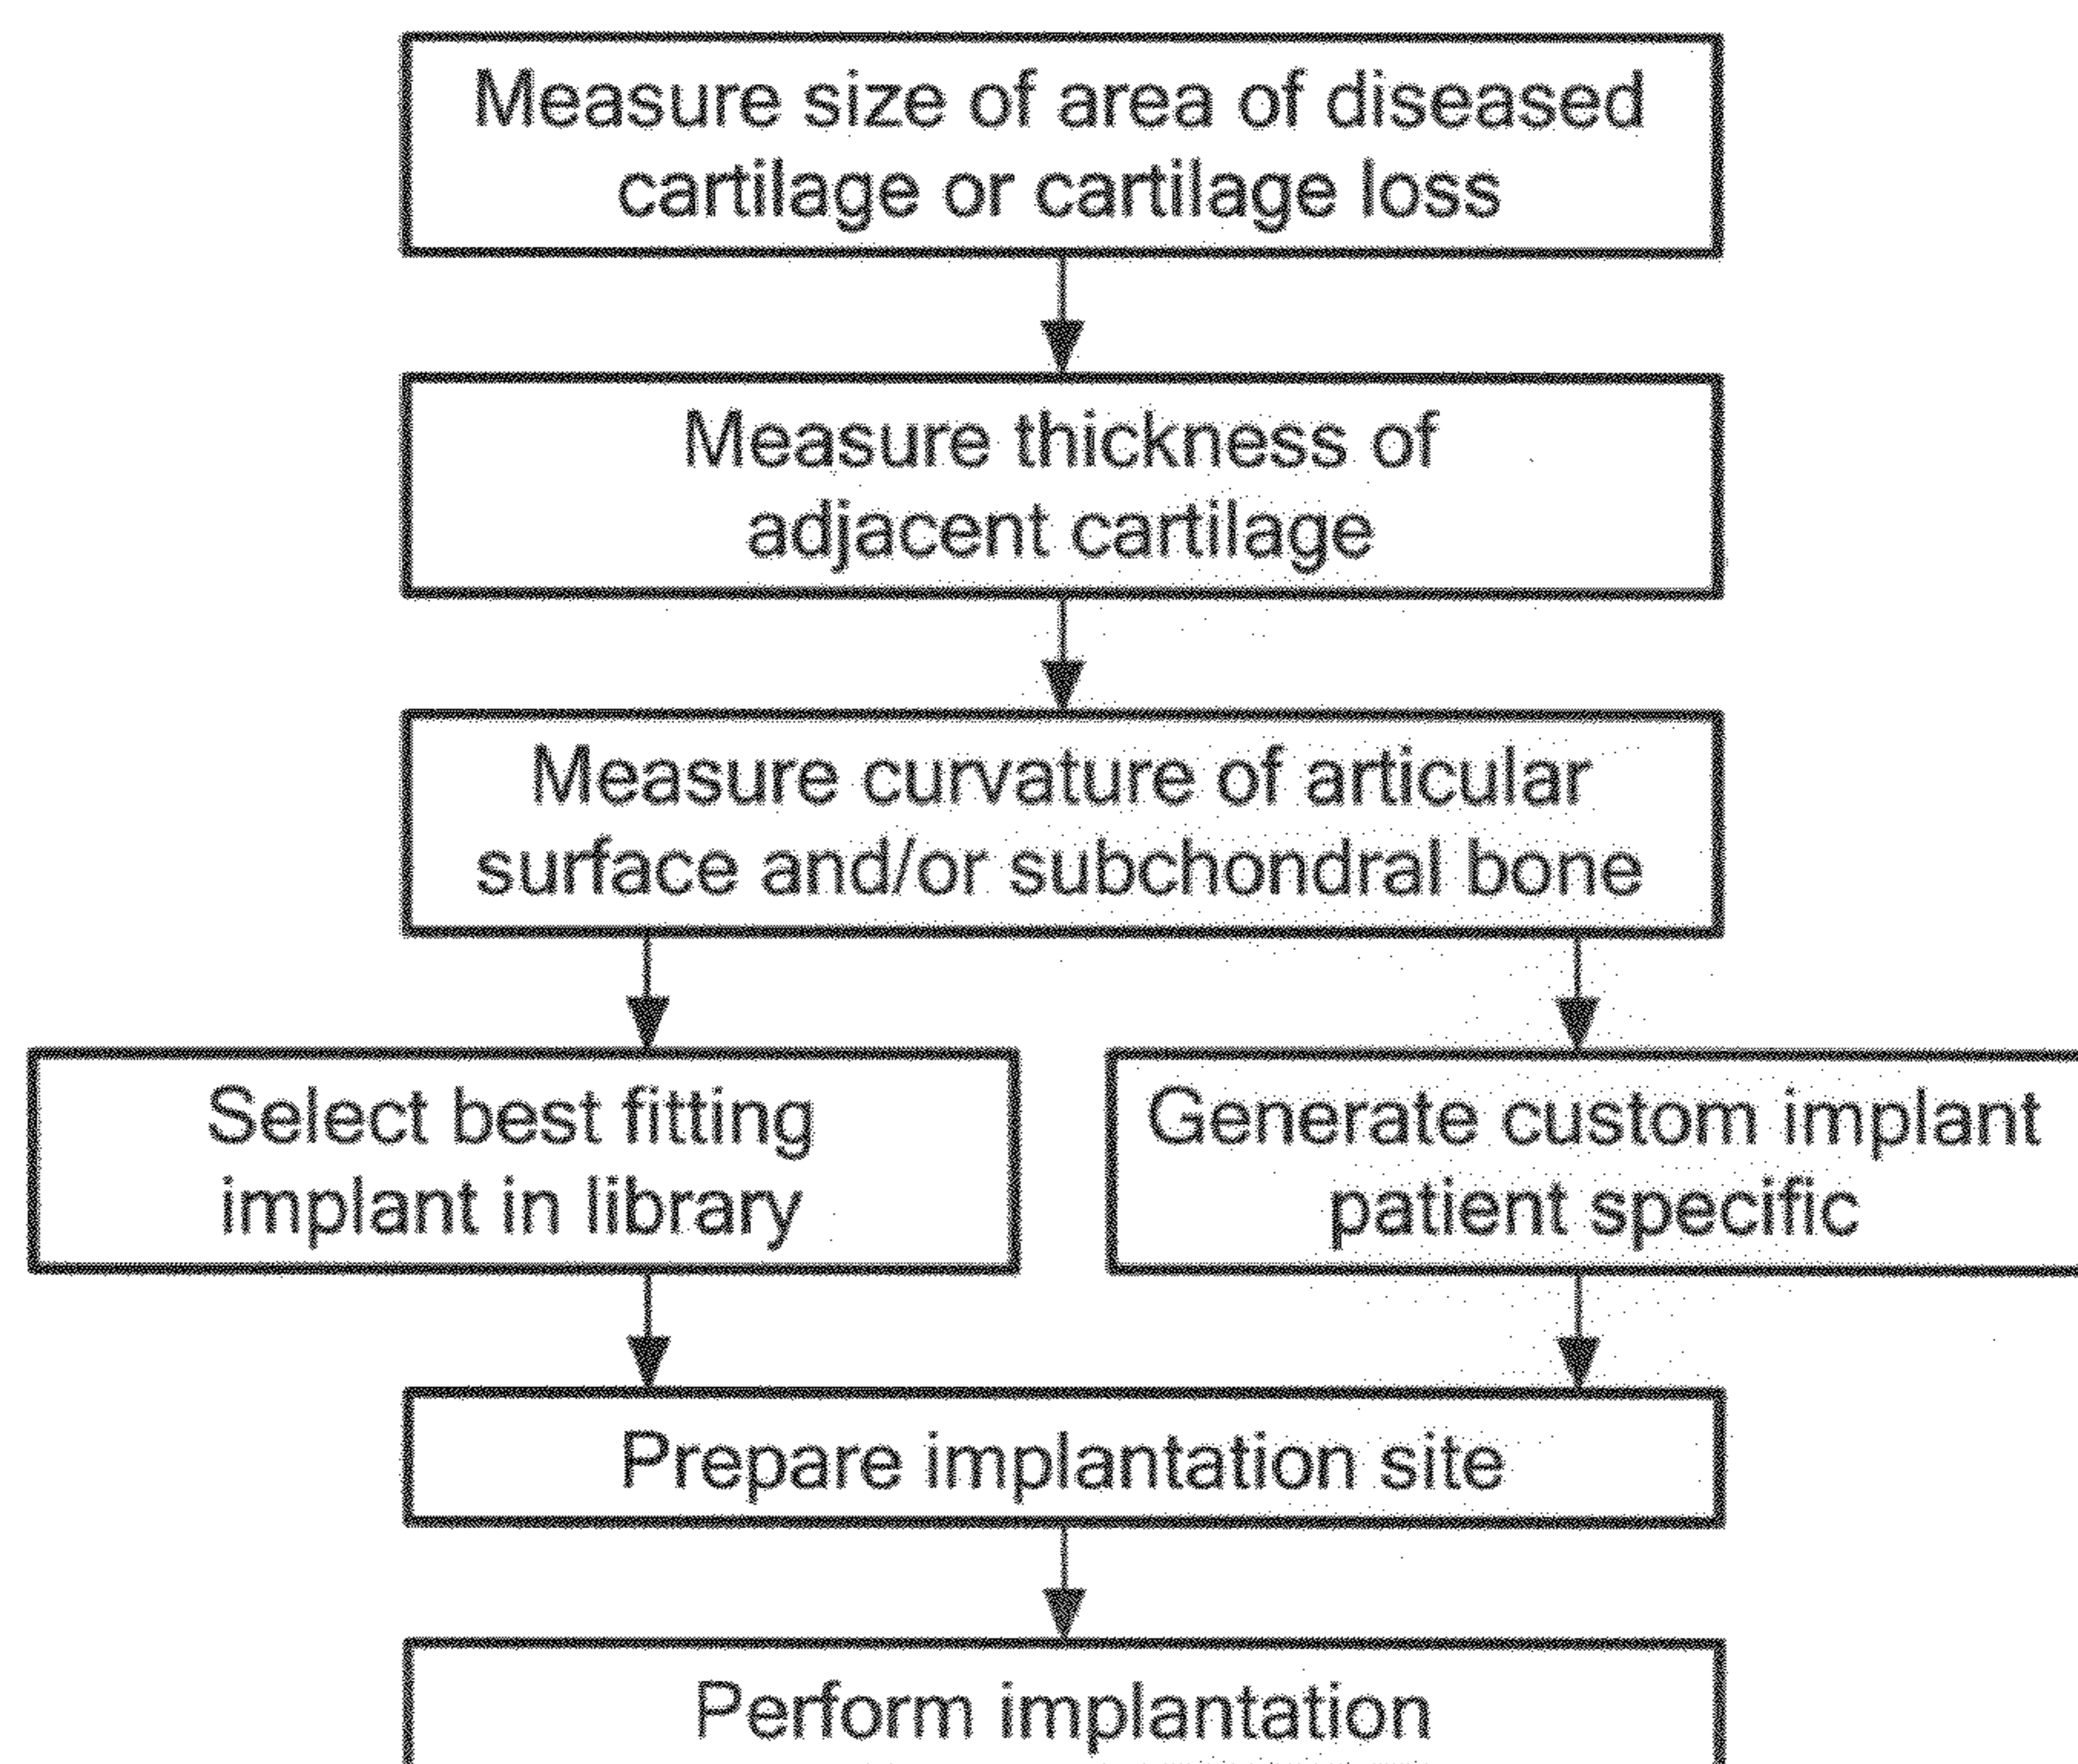 Measure size of area of diseased
cartilage or cartilage loss
Measure thickness of
adjacent cartilage
Measure curvature of articular
surface and/or subchondral bone
Select best fitting
implant in library
Generate custom implant
patient specific
Prepare implantation site
Perform implantation